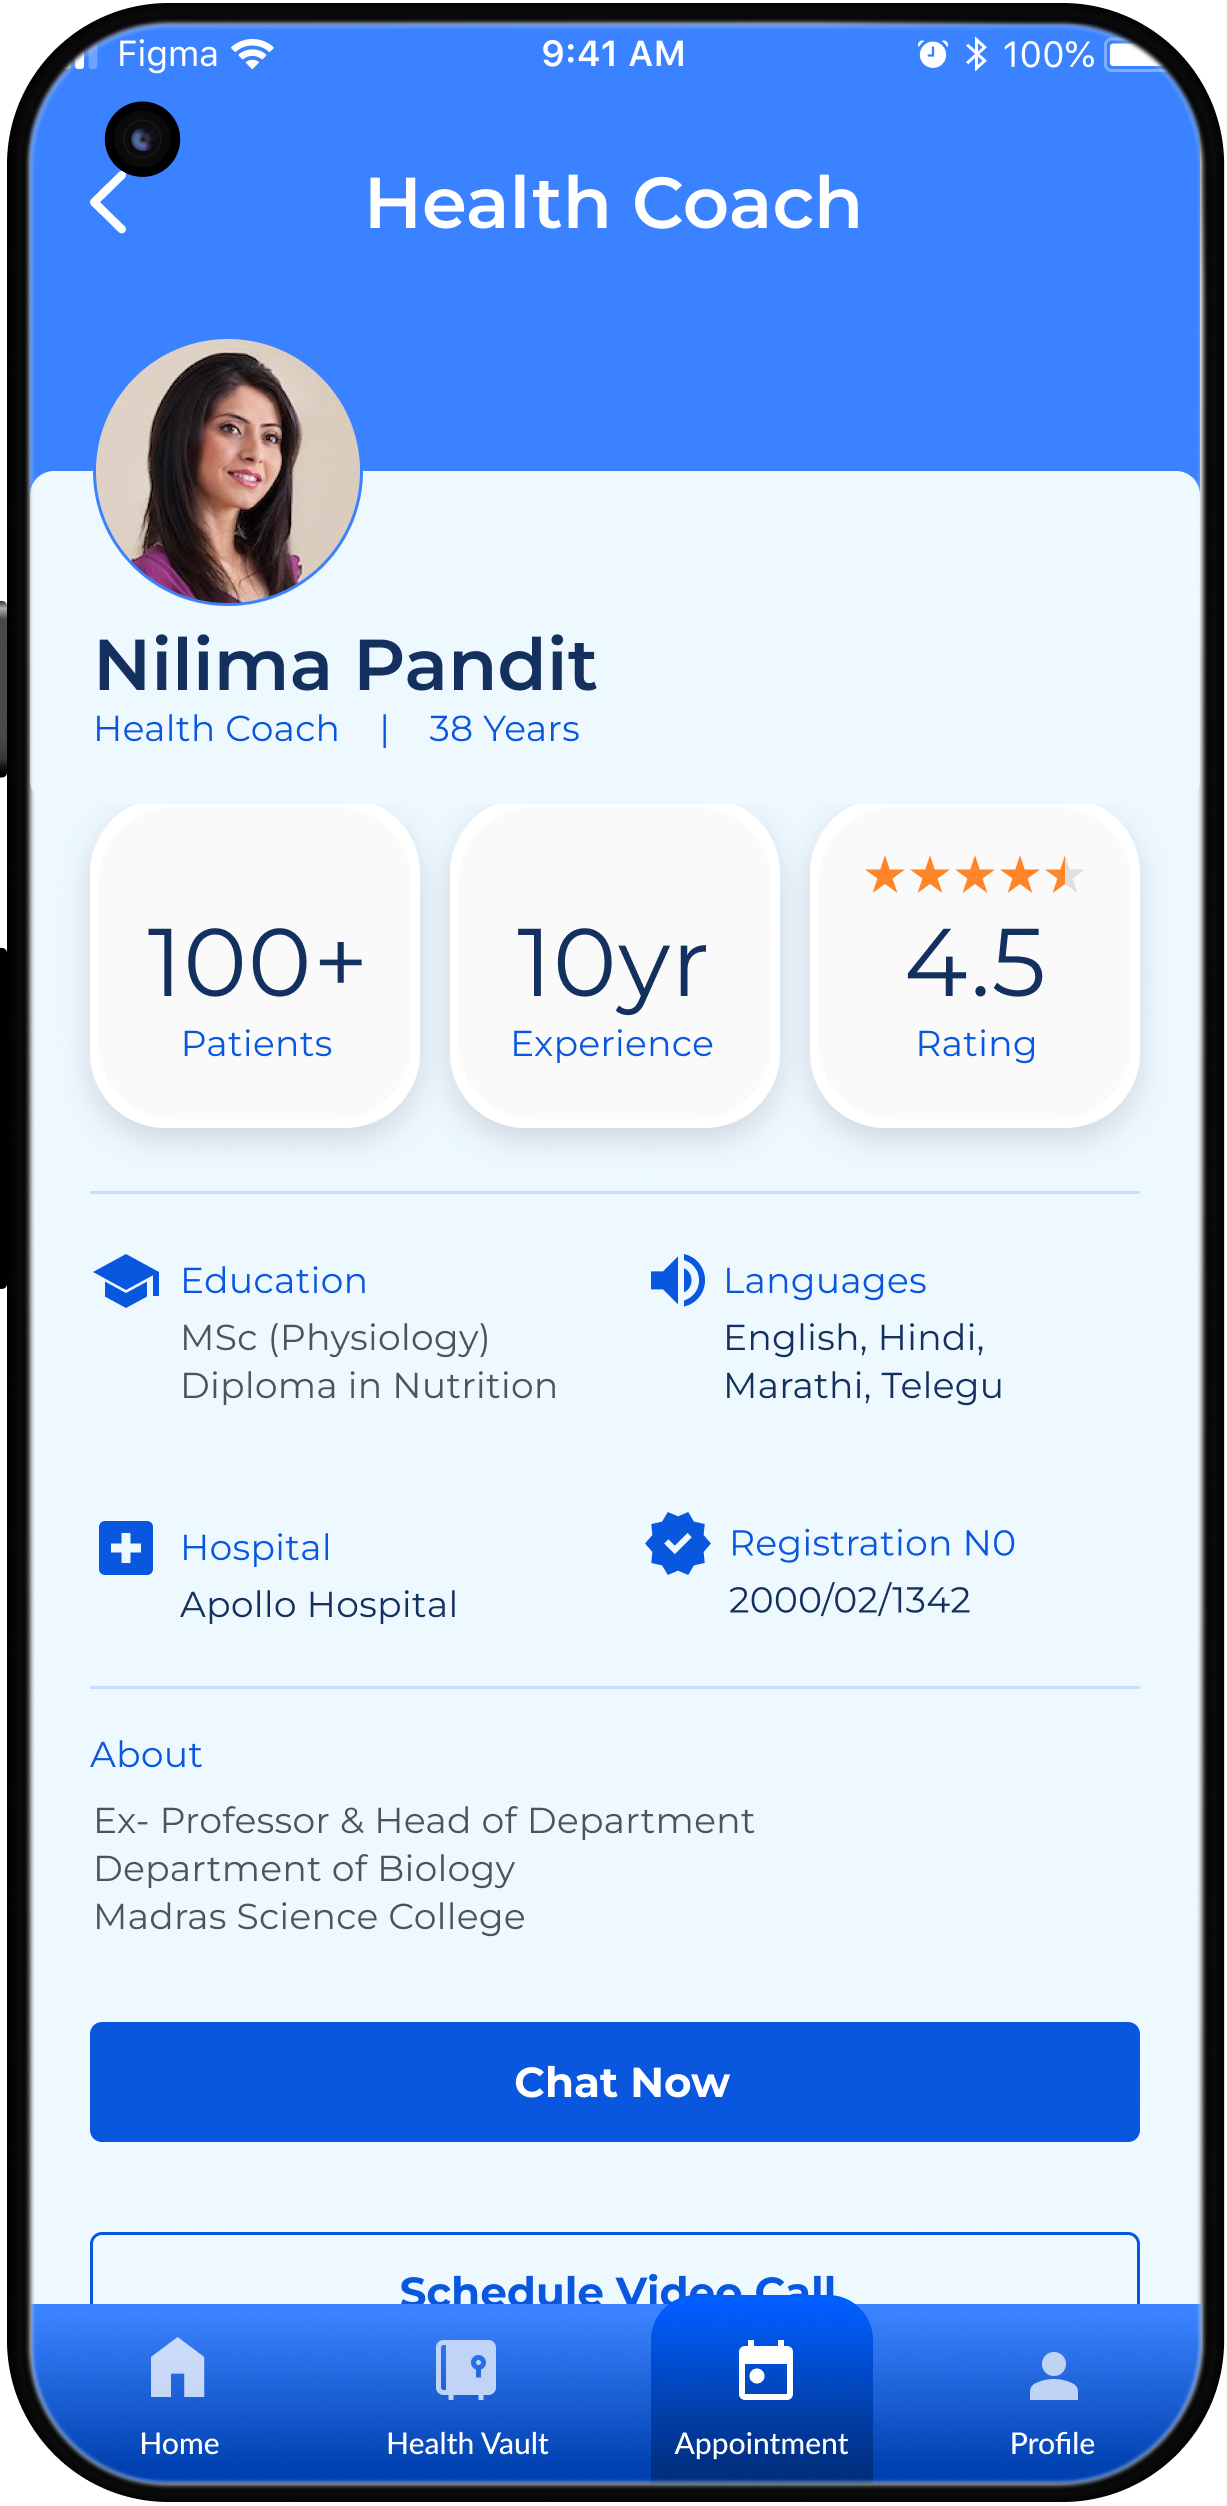 Figma 9:41 AM 100%
Health Coach
Nilima Pandit
Health Coach | 38 Years
100+
Patients
10yr
Experience
4.5
Rating
Education
MSc (Physiology)
Diploma in Nutrition
Languages
English, Hindi,
Marathi, Telegu
Hospital
Apollo Hospital
Registration N0
2000/02/1342
About
Ex- Professor & Head of Department
Department of Biology
Madras Science College
Chat Now
Schedule Video Call
Home
Health Vault
Appointment
Profile